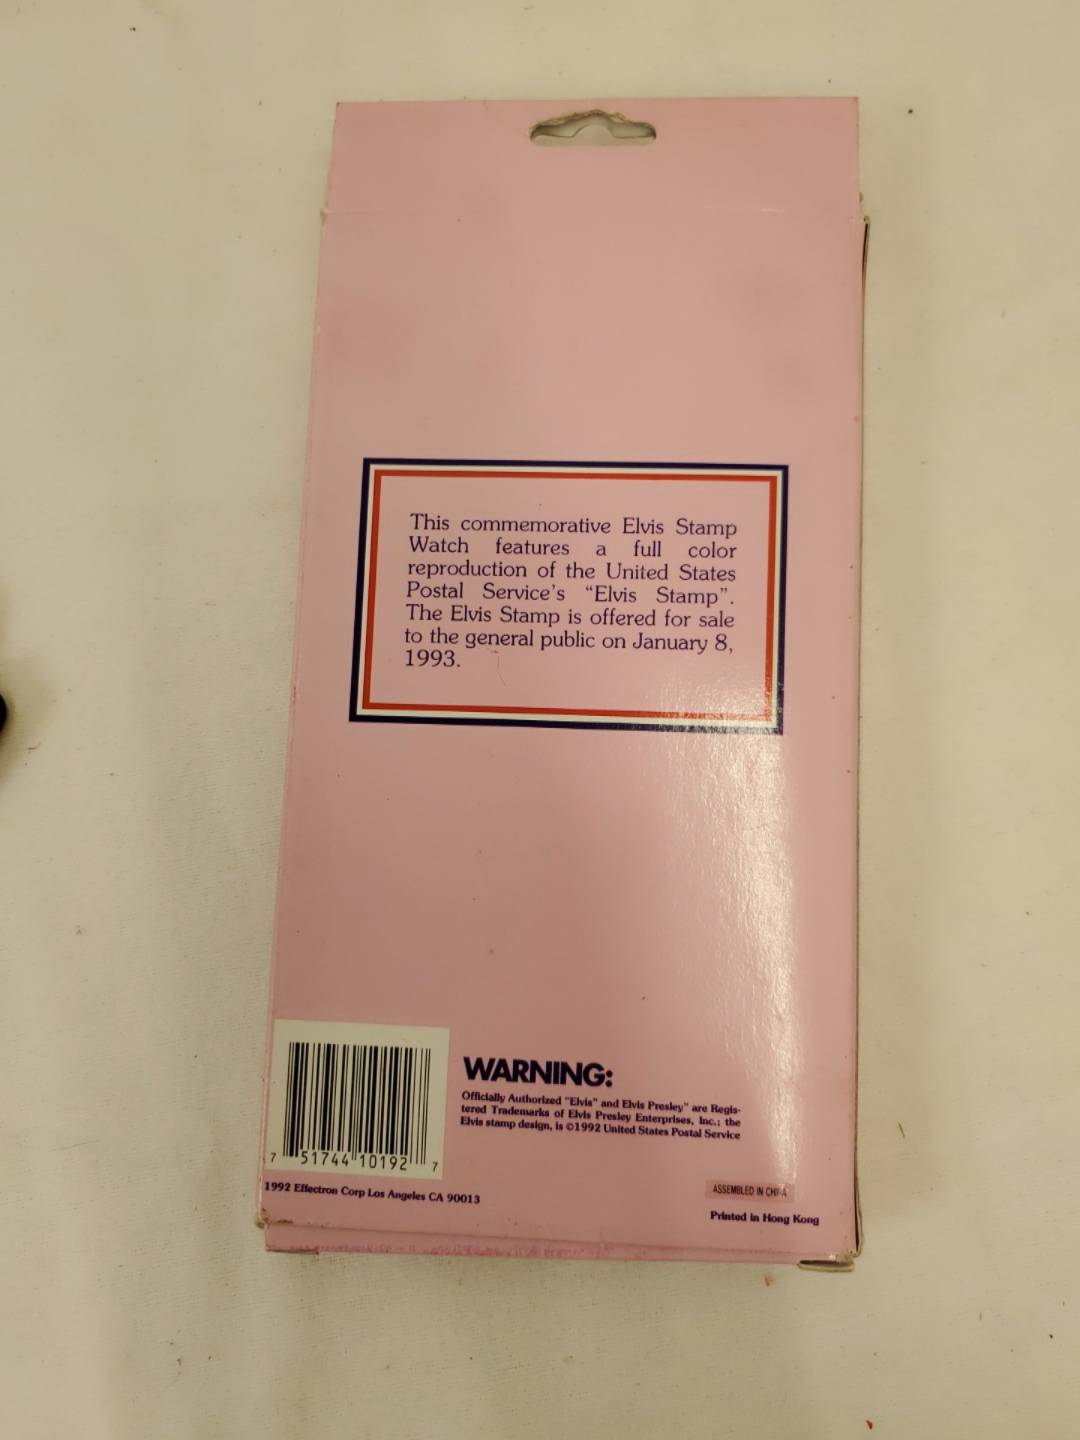 This commemorative Elvis Stamp
Watch features a full color
reproduction of the United States
Postal Service's “Elvis Stamp”.
The Elvis Stamp is offered for sale
to the general public on January 8,
1993.
WARNING:
Officially Authorized "Elvis" and Elvis Presley" are Regis-
tered Trademarks of Elvis Presley Enterprises, Inc.; the
Elvis stamp design, is ©1992 United States Postal Service
7 51744 10192 7
1992 Effectron Corp Los Angeles CA 90013
ASSEMBLED IN CHINA
Printed in Hong Kong